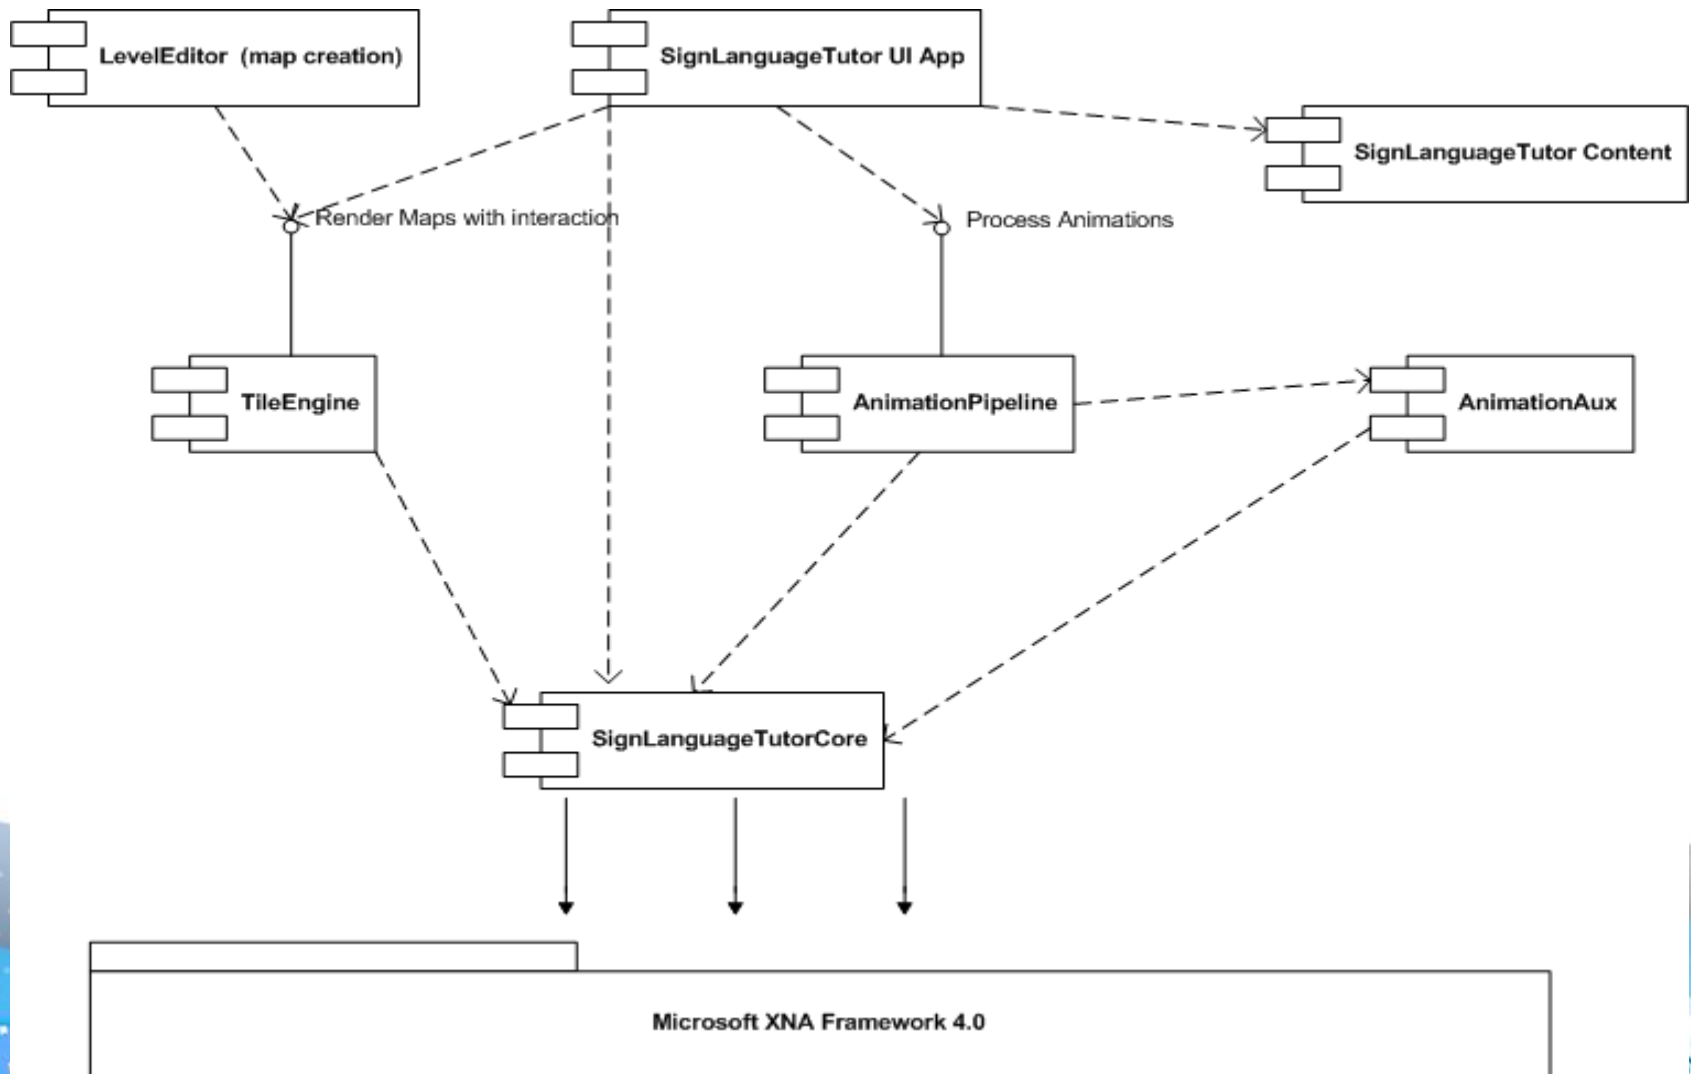 LevelEditor  (map creation)
SignLanguageTutor UI App
SignLanguageTutor Content
Render Maps with interaction
Process Animations
TileEngine
AnimationPipeline
AnimationAux
SignLanguageTutorCore
Microsoft XNA Framework 4.0